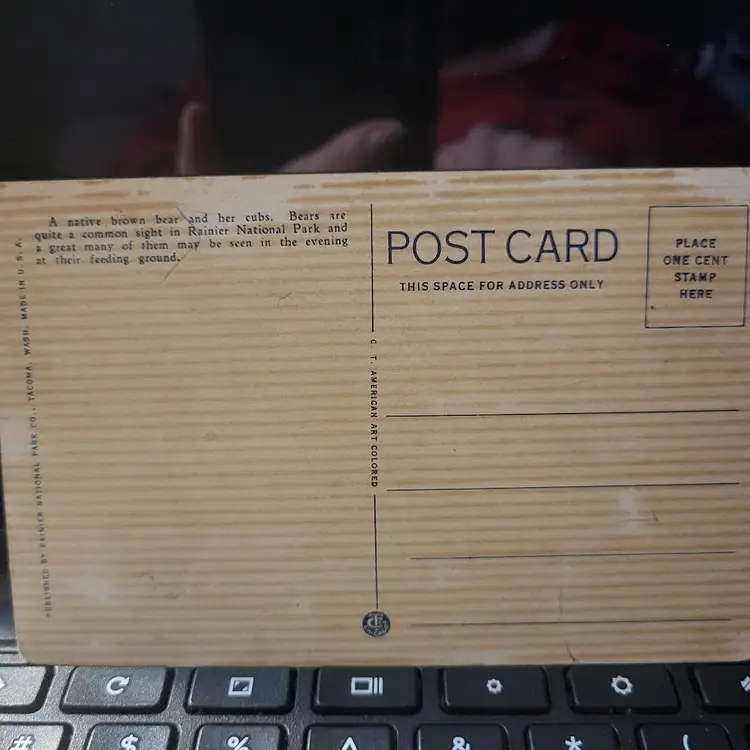 A native brown bear and her cubs. Bears are
quite a common sight in Rainier National Park and
a great many of them may be seen in the evening
at their feeding ground.
PUBLISHED BY RAINIER NATIONAL PARK CO., TACOMA, WASH. MADE IN U.S.A.
C. T. AMERICAN ART COLORED
POST CARD
THIS SPACE FOR ADDRESS ONLY
PLACE
ONE CENT
STAMP
HERE
# $ % ^ & * (